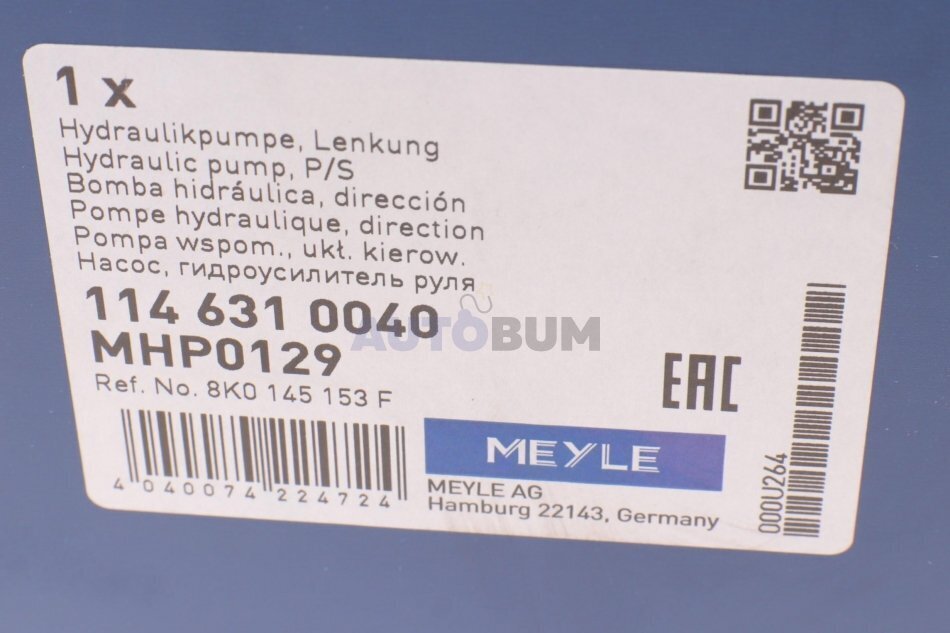 1 x
Hydraulikpumpe, Lenkung
Hydraulic pump, P/S
Bomba hidráulica, dirección
Pompe hydraulique, direction
Pompa wspom., ukł. kierow.
Насос, гидроусилитель руля
114 631 0040
MHP0129
AUTOBUM
Ref. No. 8K0 145 153 F
EAC
MEYLE
MEYLE AG
Hamburg 22143, Germany
4 040074 224724
000U264